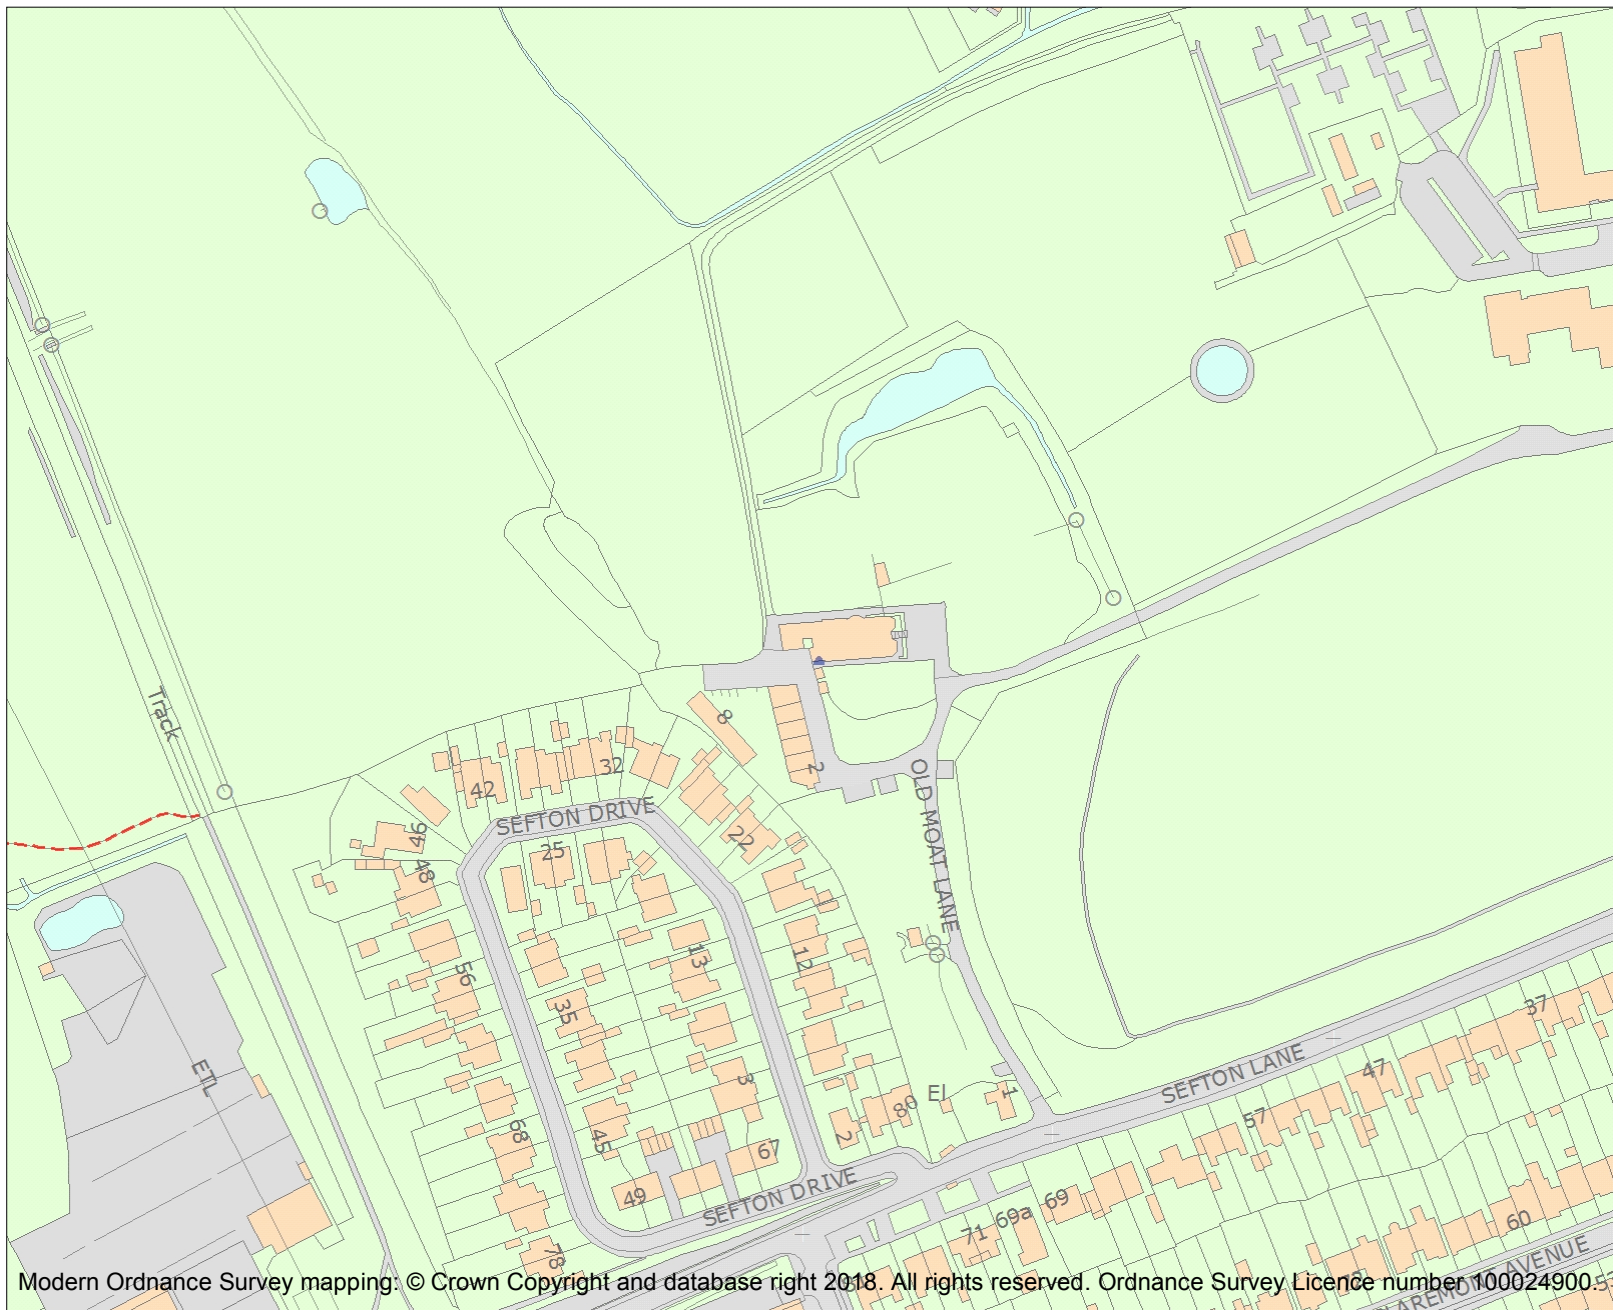 Track
8
2
32
42
SEFTON DRIVE
46
22
25
48
OLD MOAT LANE
13
12
56
35
37
ETL
SEFTON LANE
47
3
El
1
80
57
68
45
2
67
49
SEFTON DRIVE
69
69a
71
60
78
CLAREMONT AVENUE
Modern Ordnance Survey mapping: © Crown Copyright and database right 2018. All rights reserved. Ordnance Survey Licence number 100024900.